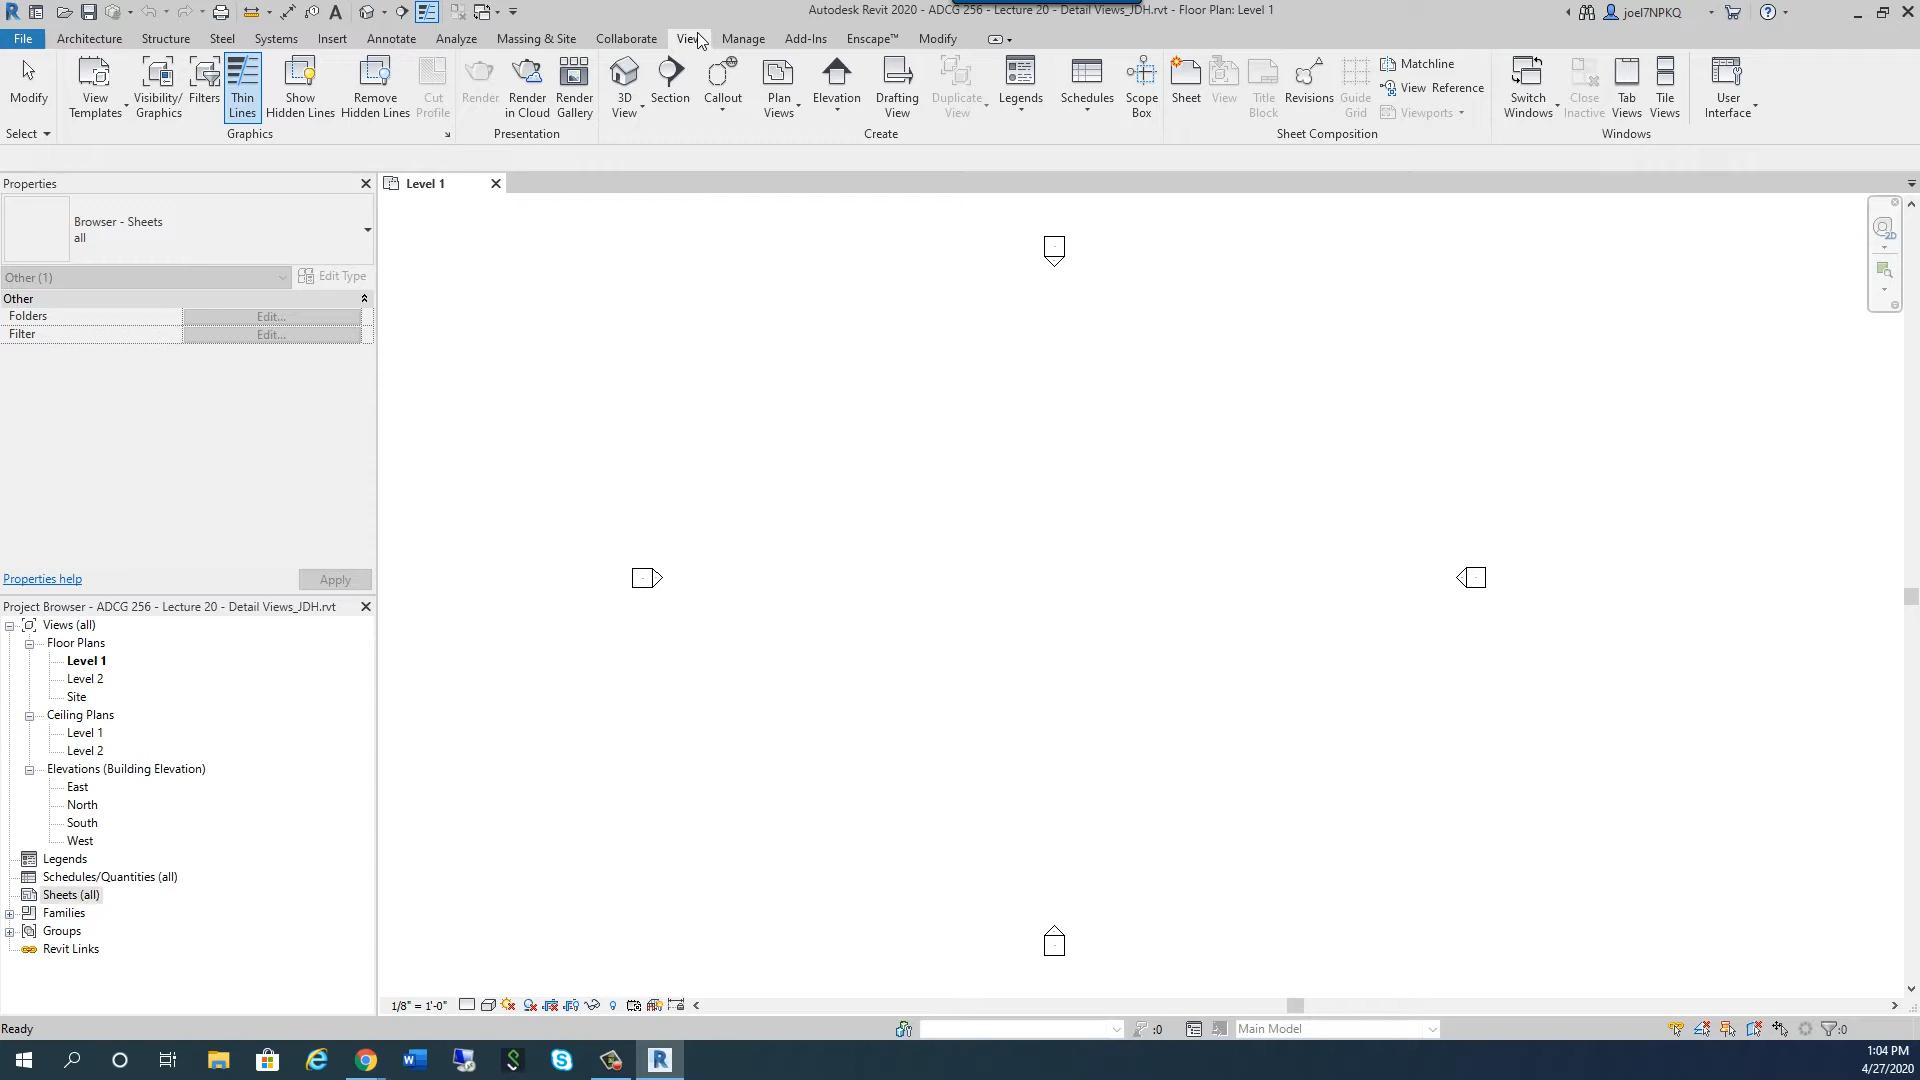 Autodesk Revit 2020 - ADCG 256 - Lecture 20 - Detail Views_JDH.rvt - Floor Plan: Level 1
joel7NPKQ
File Architecture Structure Steel Systems Insert Annotate Analyze Massing & Site Collaborate View Manage Add-Ins Enscape™ Modify
Modify
View Templates
Visibility/ Graphics
Filters
Thin Lines
Show Hidden Lines
Remove Hidden Lines
Cut Profile
Render
Render in Cloud
Render Gallery
3D View
Section
Callout
Plan Views
Elevation
Drafting View
Duplicate View
Legends
Schedules
Scope Box
Sheet
View
Title Block
Revisions
Guide Grid
Matchline
View Reference
Viewports
Switch Windows
Close Inactive
Tab Views
Tile Views
User Interface
Select Graphics Presentation Create Sheet Composition Windows
Properties
Level 1
Browser - Sheets
all
Other (1)
Edit Type
Other
Folders Edit...
Filter Edit...
Properties help
Apply
2D
Project Browser - ADCG 256 - Lecture 20 - Detail Views_JDH.rvt
Views (all)
Floor Plans
Level 1
Level 2
Site
Ceiling Plans
Level 1
Level 2
Elevations (Building Elevation)
East
North
South
West
Legends
Schedules/Quantities (all)
Sheets (all)
Families
Groups
Revit Links
1/8" = 1'-0"
Ready
:0
Main Model
:0
1:04 PM
4/27/2020